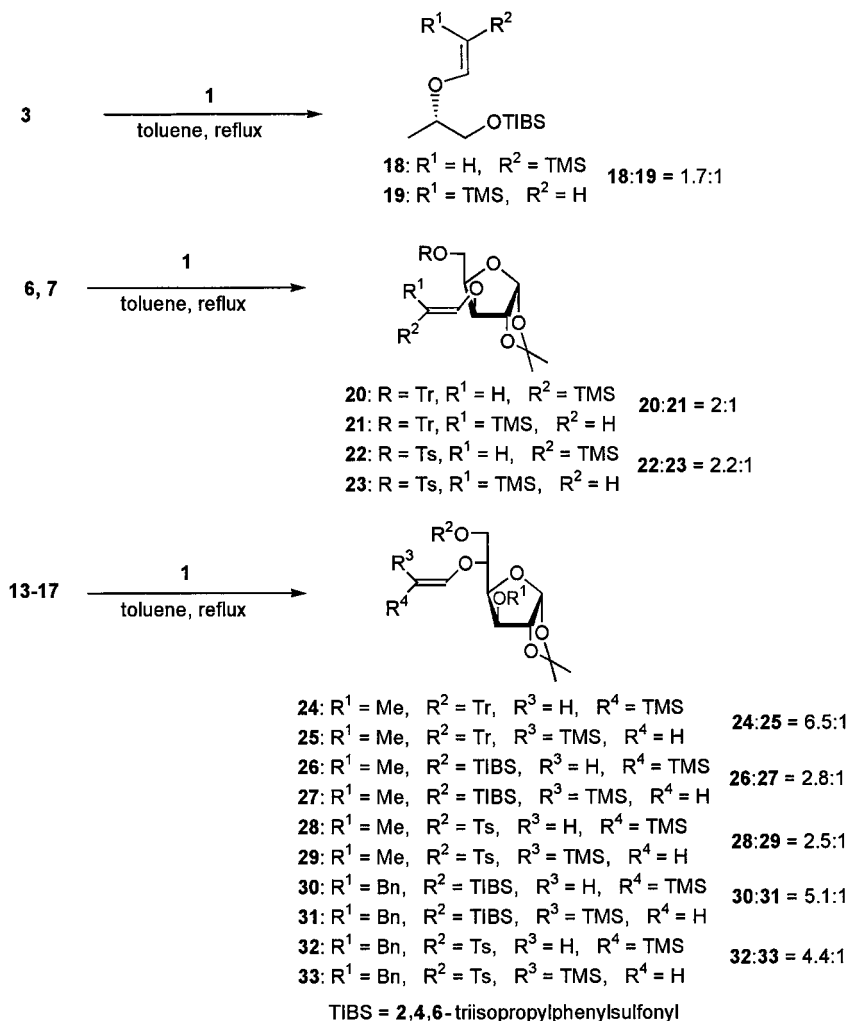 R¹ R²
O
OTIBS
3 1 toluene, reflux
18: R¹ = H, R² = TMS
19: R¹ = TMS, R² = H
18:19 = 1.7:1
RO O
R¹ O
R² O
O
6, 7 1 toluene, reflux
20: R = Tr, R¹ = H, R² = TMS
21: R = Tr, R¹ = TMS, R² = H
20:21 = 2:1
22: R = Ts, R¹ = H, R² = TMS
23: R = Ts, R¹ = TMS, R² = H
22:23 = 2.2:1
R²O
R³ O O
R⁴ OR¹
O
O
13-17 1 toluene, reflux
24: R¹ = Me, R² = Tr, R³ = H, R⁴ = TMS
25: R¹ = Me, R² = Tr, R³ = TMS, R⁴ = H
24:25 = 6.5:1
26: R¹ = Me, R² = TIBS, R³ = H, R⁴ = TMS
27: R¹ = Me, R² = TIBS, R³ = TMS, R⁴ = H
26:27 = 2.8:1
28: R¹ = Me, R² = Ts, R³ = H, R⁴ = TMS
29: R¹ = Me, R² = Ts, R³ = TMS, R⁴ = H
28:29 = 2.5:1
30: R¹ = Bn, R² = TIBS, R³ = H, R⁴ = TMS
31: R¹ = Bn, R² = TIBS, R³ = TMS, R⁴ = H
30:31 = 5.1:1
32: R¹ = Bn, R² = Ts, R³ = H, R⁴ = TMS
33: R¹ = Bn, R² = Ts, R³ = TMS, R⁴ = H
32:33 = 4.4:1
TIBS = 2,4,6- triisopropylphenylsulfonyl